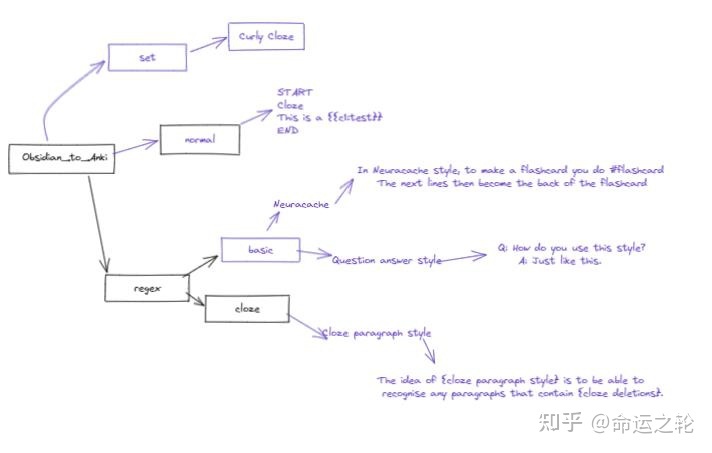 Curly Cloze
set
START
Cloze
This is a {{c1:test}}
END
normal
Obsidian_to_Anki
In Neuracache style, to make a flashcard you do #flashcard
The next lines then become the back of the flashcard
Neuracache
basic
Question answer style
Q: How do you use this style?
A: Just like this.
regex
cloze
Cloze paragraph style
The idea of {cloze paragraph style} is to be able to
recognise any paragraphs that contain {cloze deletions}.
知乎 @命运之轮